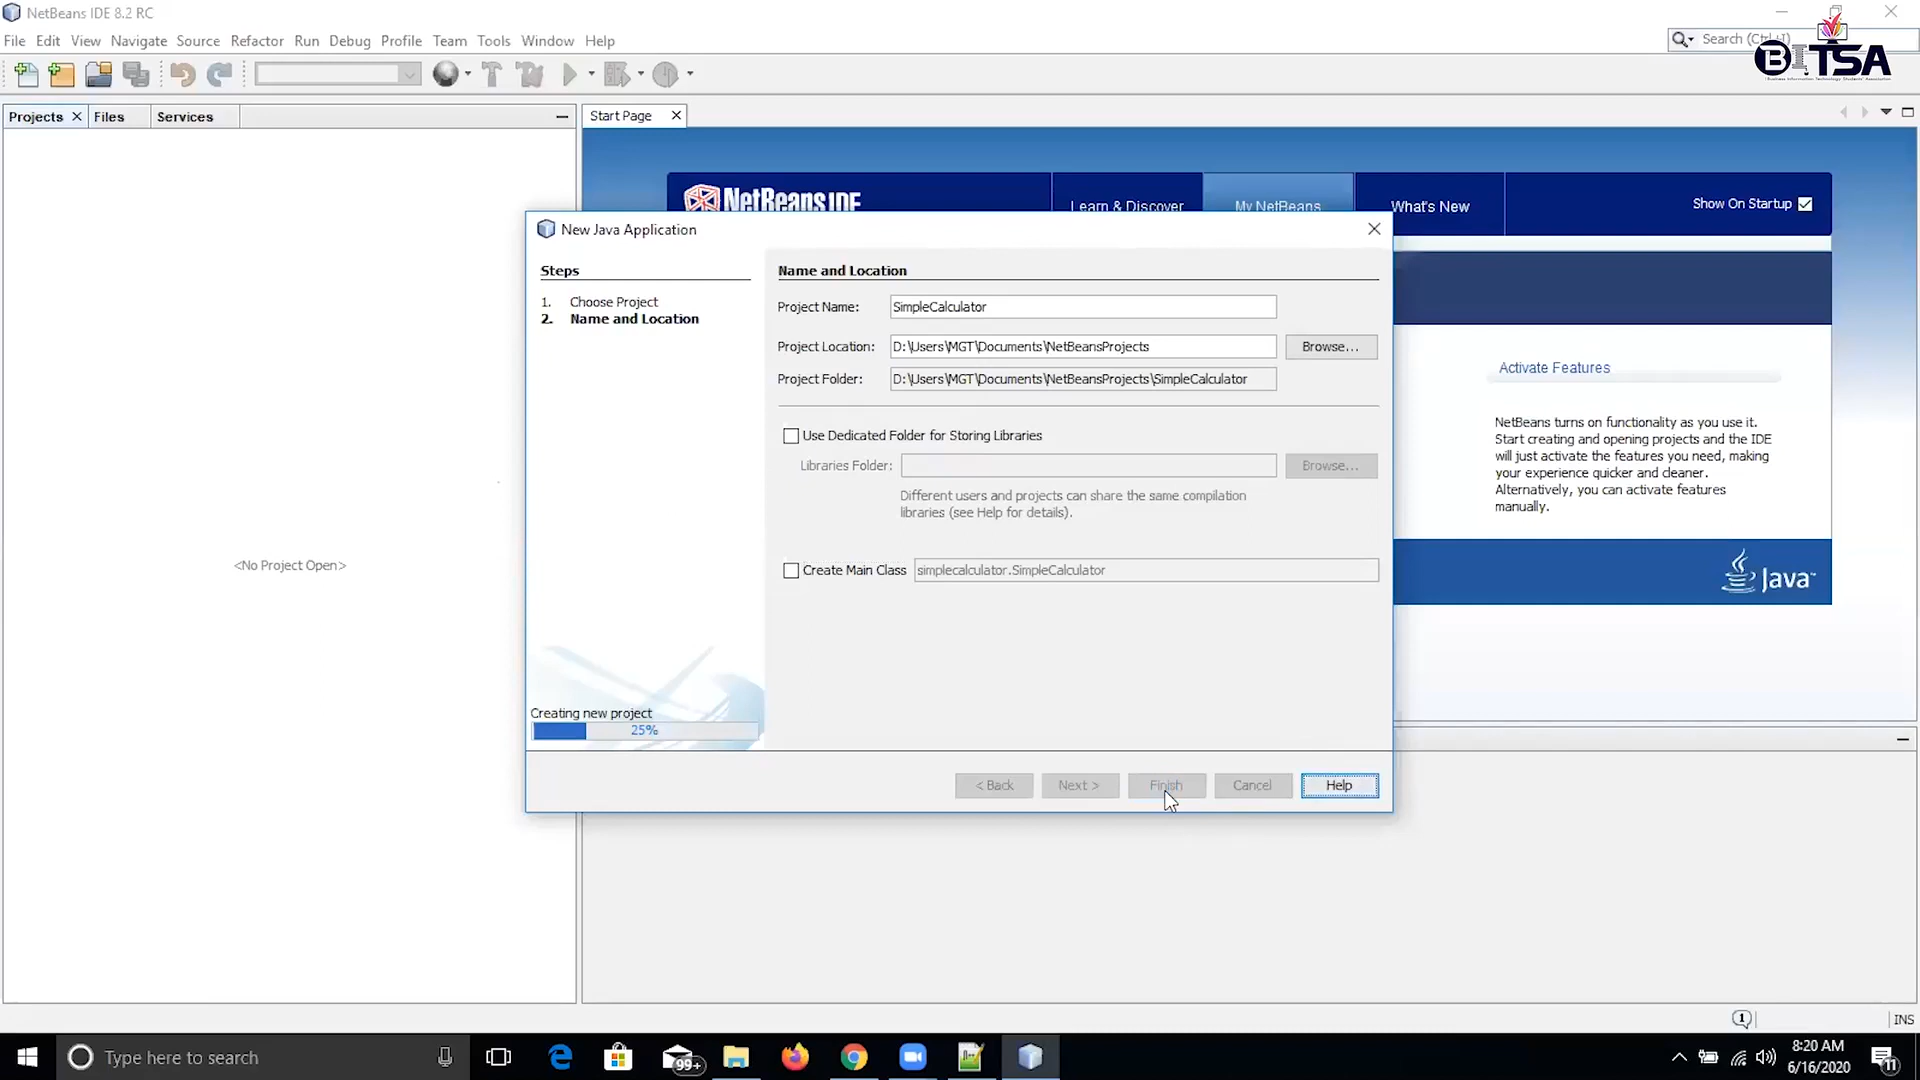 NetBeans IDE 8.2 RC
File Edit View Navigate Source Refactor Run Debug Profile Team Tools Window Help
Search (Ctrl+I)
BITSA
Business Information Technology Students' Association
Projects Files Services
Start Page
NetBeans IDE
Learn & Discover
My NetBeans
What's New
Show On Startup
New Java Application
Steps
1. Choose Project
2. Name and Location
Name and Location
Project Name: SimpleCalculator
Project Location: D:\Users\MGT\Documents\NetBeansProjects Browse...
Project Folder: D:\Users\MGT\Documents\NetBeansProjects\SimpleCalculator
Use Dedicated Folder for Storing Libraries
Libraries Folder: Browse...
Different users and projects can share the same compilation
libraries (see Help for details).
Create Main Class simplecalculator.SimpleCalculator
Creating new project
25%
< Back Next > Finish Cancel Help
Activate Features
NetBeans turns on functionality as you use it.
Start creating and opening projects and the IDE
will just activate the features you need, making
your experience quicker and cleaner.
Alternatively, you can activate features
manually.
Java
<No Project Open>
1
INS
Type here to search
99+
8:20 AM
6/16/2020
11